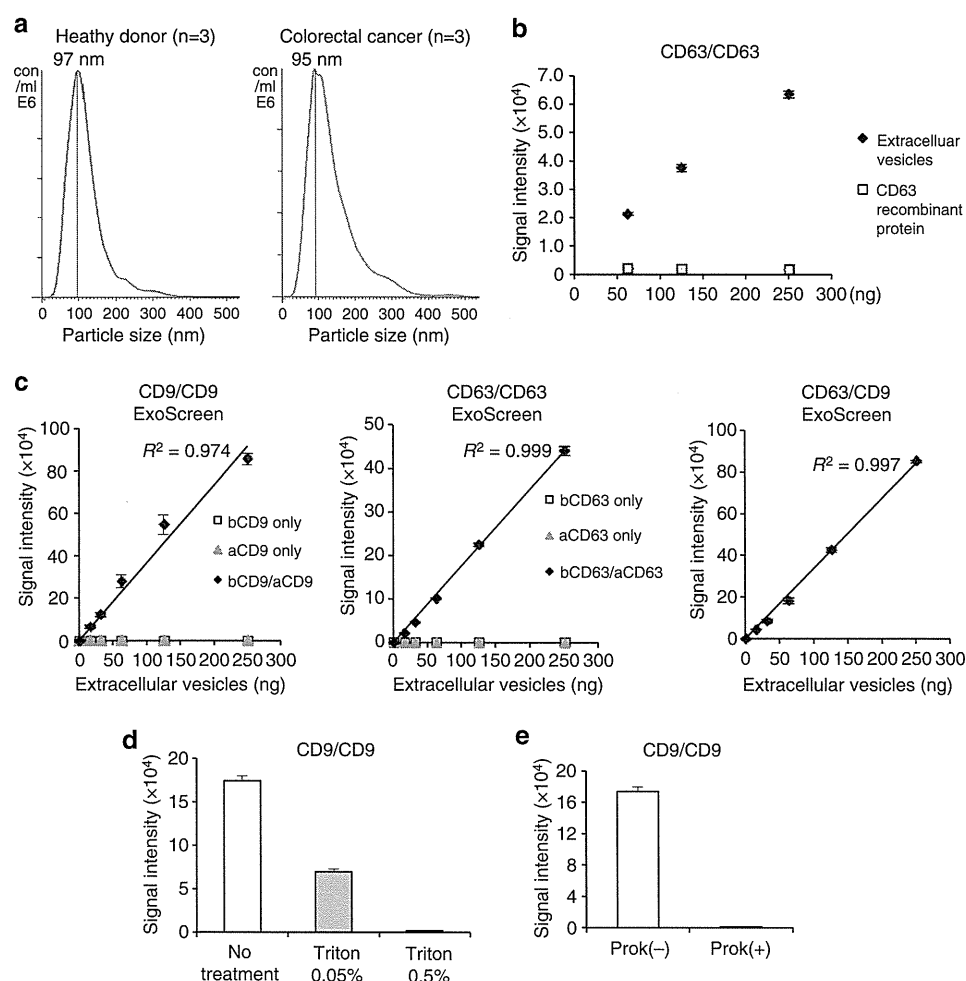 a
Heathy donor (n=3)
97 nm
con
/ml
E6
0 100 200 300 400 500
Particle size (nm)
Colorectal cancer (n=3)
95 nm
con
/ml
E6
0 100 200 300 400 500
Particle size (nm)
b
CD63/CD63
Signal intensity (×10⁴)
7.0
6.0
5.0
4.0
3.0
2.0
1.0
0
0 50 100 150 200 250 300 (ng)
Extracelluar
vesicles
CD63
recombinant
protein
c
CD9/CD9
ExoScreen
Signal intensity (×10⁴)
100
80
60
40
20
0
R² = 0.974
bCD9 only
aCD9 only
bCD9/aCD9
0 50 100 150 200 250 300
Extracellular vesicles (ng)
CD63/CD63
ExoScreen
Signal intensity (×10⁴)
50
40
30
20
10
0
R² = 0.999
bCD63 only
aCD63 only
bCD63/aCD63
0 50 100 150 200 250 300
Extracellular vesicles (ng)
CD63/CD9
ExoScreen
Signal intensity (×10⁴)
100
80
60
40
20
0
R² = 0.997
0 50 100 150 200 250 300
Extracellular vesicles (ng)
d
CD9/CD9
Signal intensity (×10⁴)
20
15
10
5
0
No
treatment
Triton
0.05%
Triton
0.5%
e
CD9/CD9
Signal intensity (×10⁴)
20
16
12
8
4
0
Prok(–)
Prok(+)